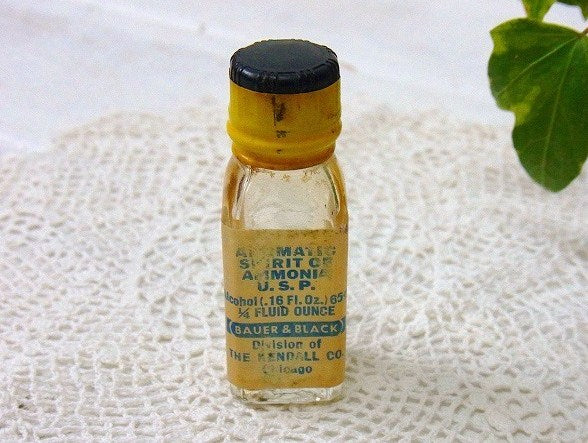 AROMATIC
SPIRIT OF
AMMONIA
U.S.P.
Alcohol (.16 Fl. Oz.) 65%
¼ FLUID OUNCE
BAUER & BLACK
Division of
THE KENDALL CO.
Chicago